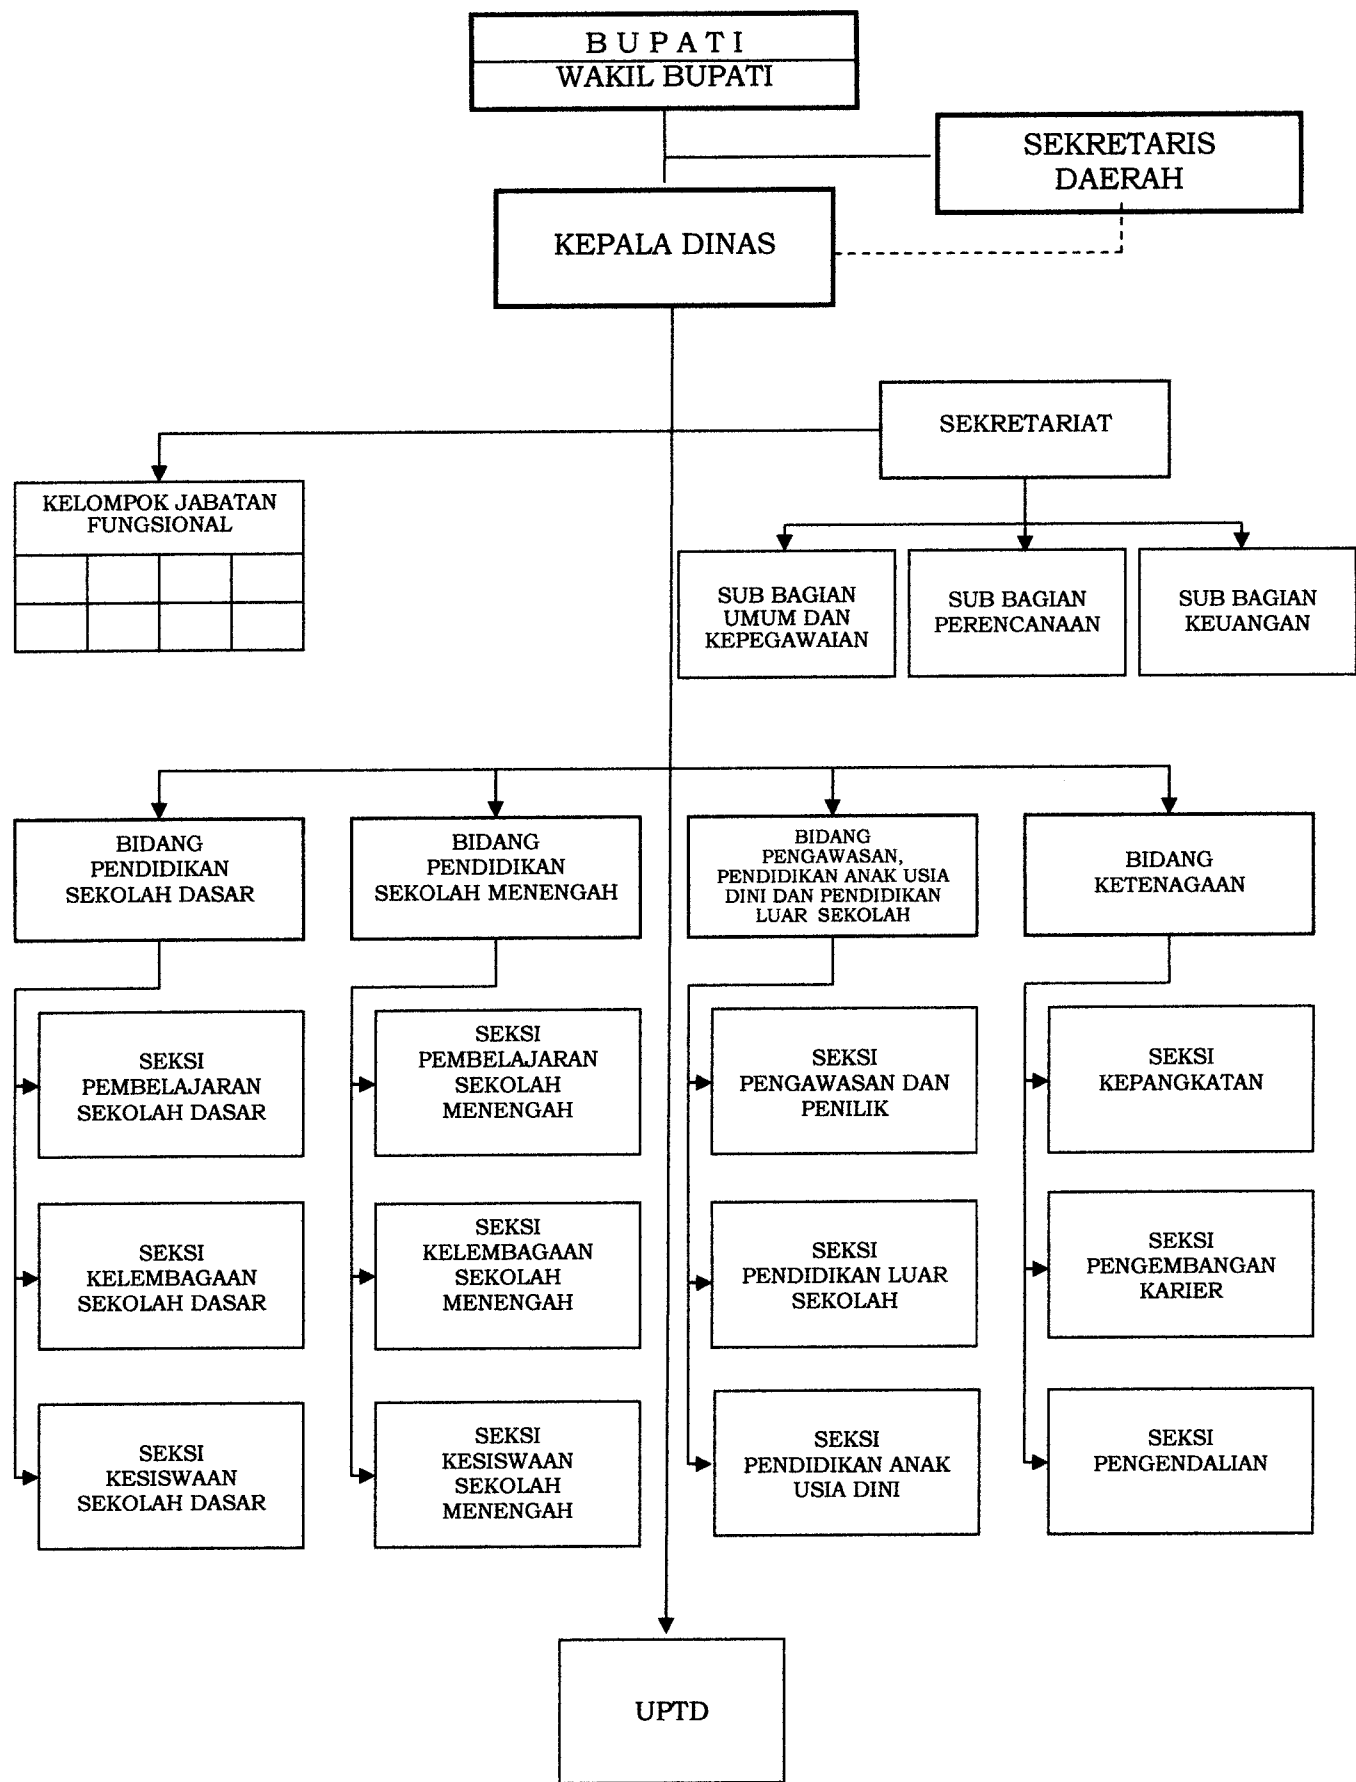 B U P A T I
WAKIL BUPATI
SEKRETARIS
DAERAH
KEPALA DINAS
SEKRETARIAT
KELOMPOK JABATAN
FUNGSIONAL
SUB BAGIAN
UMUM DAN
KEPEGAWAIAN
SUB BAGIAN
PERENCANAAN
SUB BAGIAN
KEUANGAN
BIDANG
PENDIDIKAN
SEKOLAH DASAR
BIDANG
PENDIDIKAN
SEKOLAH MENENGAH
BIDANG
PENGAWASAN,
PENDIDIKAN ANAK USIA
DINI DAN PENDIDIKAN
LUAR SEKOLAH
BIDANG
KETENAGAAN
SEKSI
PEMBELAJARAN
SEKOLAH DASAR
SEKSI
PEMBELAJARAN
SEKOLAH
MENENGAH
SEKSI
PENGAWASAN DAN
PENILIK
SEKSI
KEPANGKATAN
SEKSI
KELEMBAGAAN
SEKOLAH DASAR
SEKSI
KELEMBAGAAN
SEKOLAH
MENENGAH
SEKSI
PENDIDIKAN LUAR
SEKOLAH
SEKSI
PENGEMBANGAN
KARIER
SEKSI
KESISWAAN
SEKOLAH DASAR
SEKSI
KESISWAAN
SEKOLAH
MENENGAH
SEKSI
PENDIDIKAN ANAK
USIA DINI
SEKSI
PENGENDALIAN
UPTD